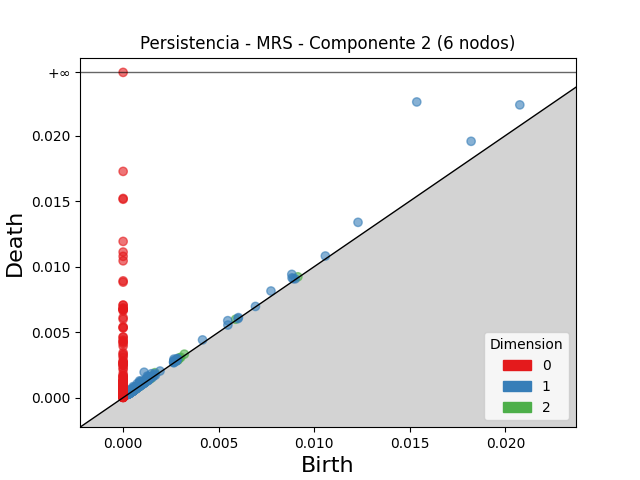 Persistencia - MRS - Componente 2 (6 nodos)
+∞
0.020
0.015
0.010
0.005
0.000
Death
Dimension
0
1
2
0.000 0.005 0.010 0.015 0.020
Birth